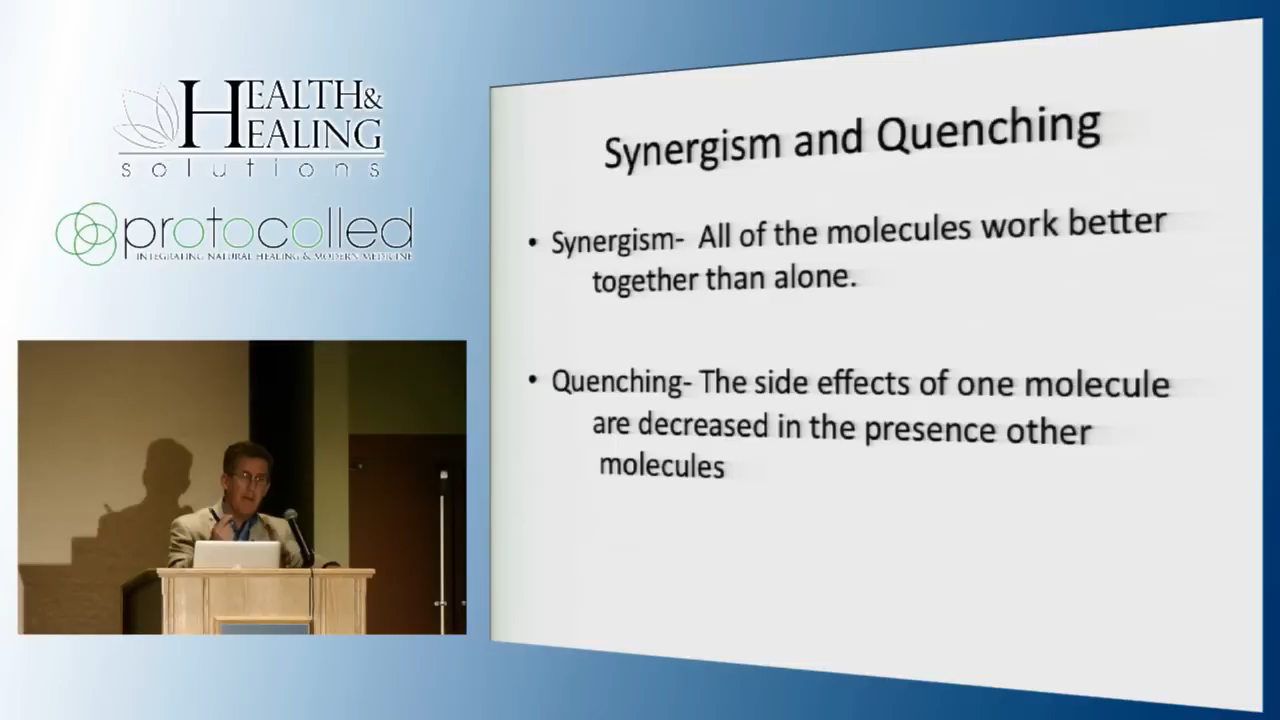 HEALTH&
HEALING
solutions
protocolled
INTEGRATING NATURAL HEALING & MODERN MEDICINE
Synergism and Quenching
• Synergism- All of the molecules work better
together than alone.
• Quenching- The side effects of one molecule
are decreased in the presence other
molecules